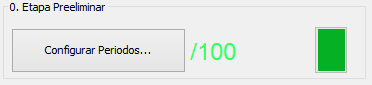 0. Etapa Preeliminar
Configurar Periodos... /100